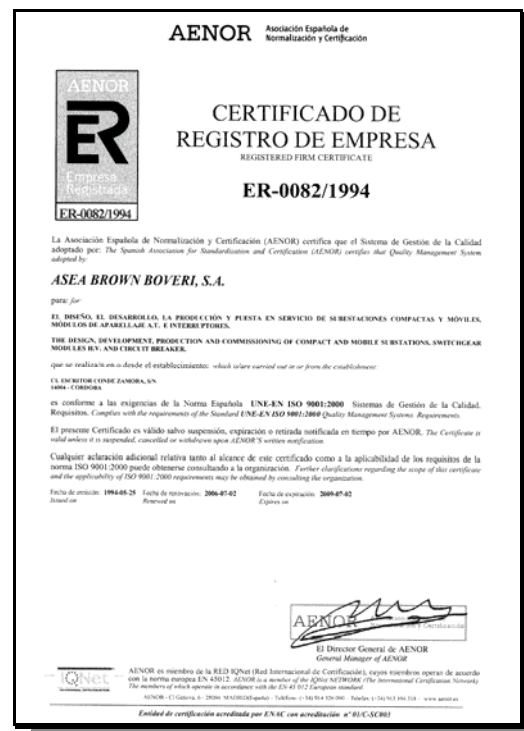 AENOR Asociación Española de
Normalización y Certificación
AENOR
ER
Empresa
Registrada
ER-0082/1994
CERTIFICADO DE
REGISTRO DE EMPRESA
REGISTERED FIRM CERTIFICATE
ER-0082/1994
La Asociación Española de Normalización y Certificación (AENOR) certifica que el Sistema de Gestión de la Calidad
adoptado por: The Spanish Association for Standardization and Certification (AENOR) certifies that Quality Management System
adopted by:
ASEA BROWN BOVERI, S.A.
para: for
EL DISEÑO, EL DESARROLLO, LA PRODUCCIÓN Y PUESTA EN SERVICIO DE SUBESTACIONES COMPACTAS Y MÓVILES,
MÓDULOS DE APARELLAJE A.T. E INTERRUPTORES.
THE DESIGN, DEVELOPMENT, PRODUCTION AND COMMISSIONING OF COMPACT AND MOBILE SUBSTATIONS, SWITCHGEAR
MODULES H.V. AND CIRCUIT BREAKER.
que se realiza/n en o desde el establecimiento: which is/are carried out in or from the establishment:
CL ESCRITOR CONDE ZAMORA, S/N
14004 - CÓRDOBA
es conforme a las exigencias de la Norma Española UNE-EN ISO 9001:2000 Sistemas de Gestión de la Calidad.
Requisitos. Complies with the requirements of the Standard UNE-EN ISO 9001:2000 Quality Management Systems. Requirements.
El presente Certificado es válido salvo suspensión, expiración o retirada notificada en tiempo por AENOR. The Certificate is
valid unless it is suspended, cancelled or withdrawn upon AENOR'S written notification.
Cualquier aclaración adicional relativa tanto al alcance de este certificado como a la aplicabilidad de los requisitos de la
norma ISO 9001:2000 puede obtenerse consultando a la organización. Further clarifications regarding the scope of this certificate
and the applicability of ISO 9001:2000 requirements may be obtained by consulting the organization.
Fecha de emisión: 1994-05-25 Fecha de renovación: 2006-07-02 Fecha de expiración: 2009-07-02
Issued on Renewed on Expires on
AENOR
El Director General de AENOR
General Manager of AENOR
IQNet
AENOR es miembro de la RED IQNet (Red Internacional de Certificación), cuyos miembros operan de acuerdo
con la norma europea EN 45012. AENOR is a member of the IQNet NETWORK (The International Certification Network)
The members of which operate in accordance with the EN 45 012 European standard.
AENOR - C/ Génova, 6 - 28004 MADRID(España) - Teléfono:
Entidad de certificación acreditada por ENAC con acreditación nº 01/C-SC003